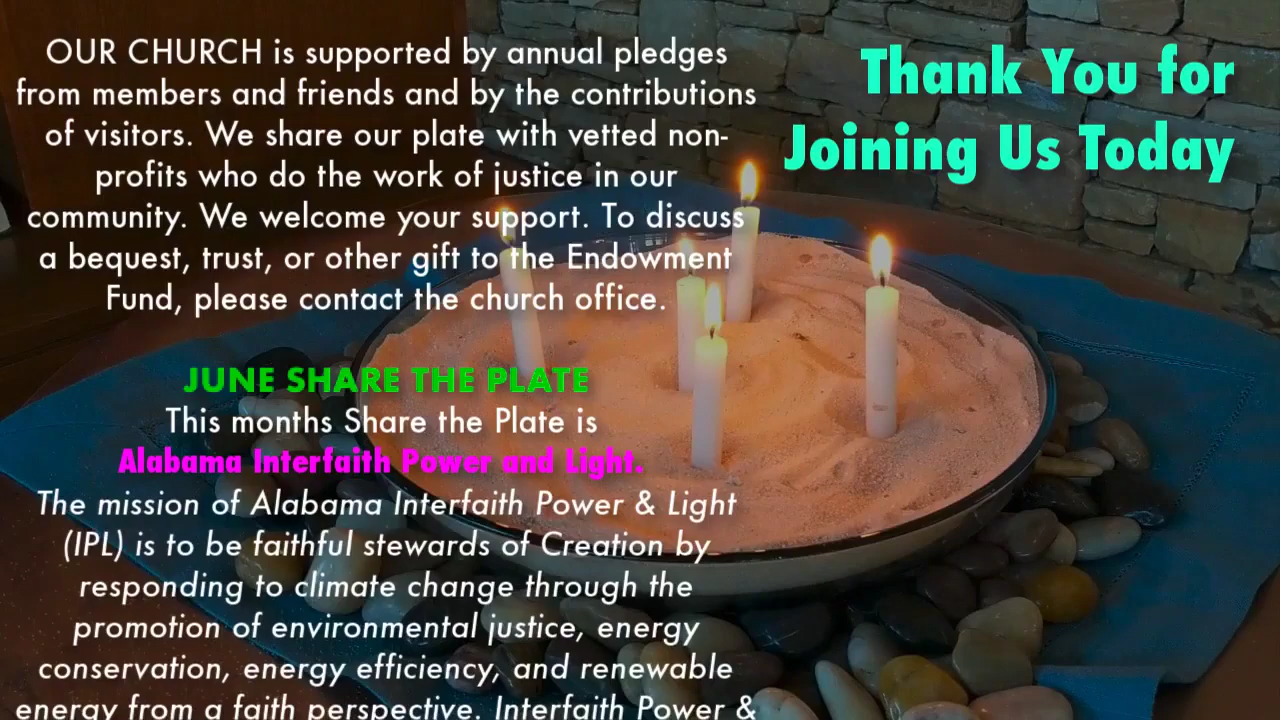 OUR CHURCH is supported by annual pledges
from members and friends and by the contributions
of visitors. We share our plate with vetted non-
profits who do the work of justice in our
community. We welcome your support. To discuss
a bequest, trust, or other gift to the Endowment
Fund, please contact the church office.
JUNE SHARE THE PLATE
This months Share the Plate is
Alabama Interfaith Power and Light.
The mission of Alabama Interfaith Power & Light
(IPL) is to be faithful stewards of Creation by
responding to climate change through the
promotion of environmental justice, energy
conservation, energy efficiency, and renewable
energy from a faith perspective. Interfaith Power &
Thank You for
Joining Us Today